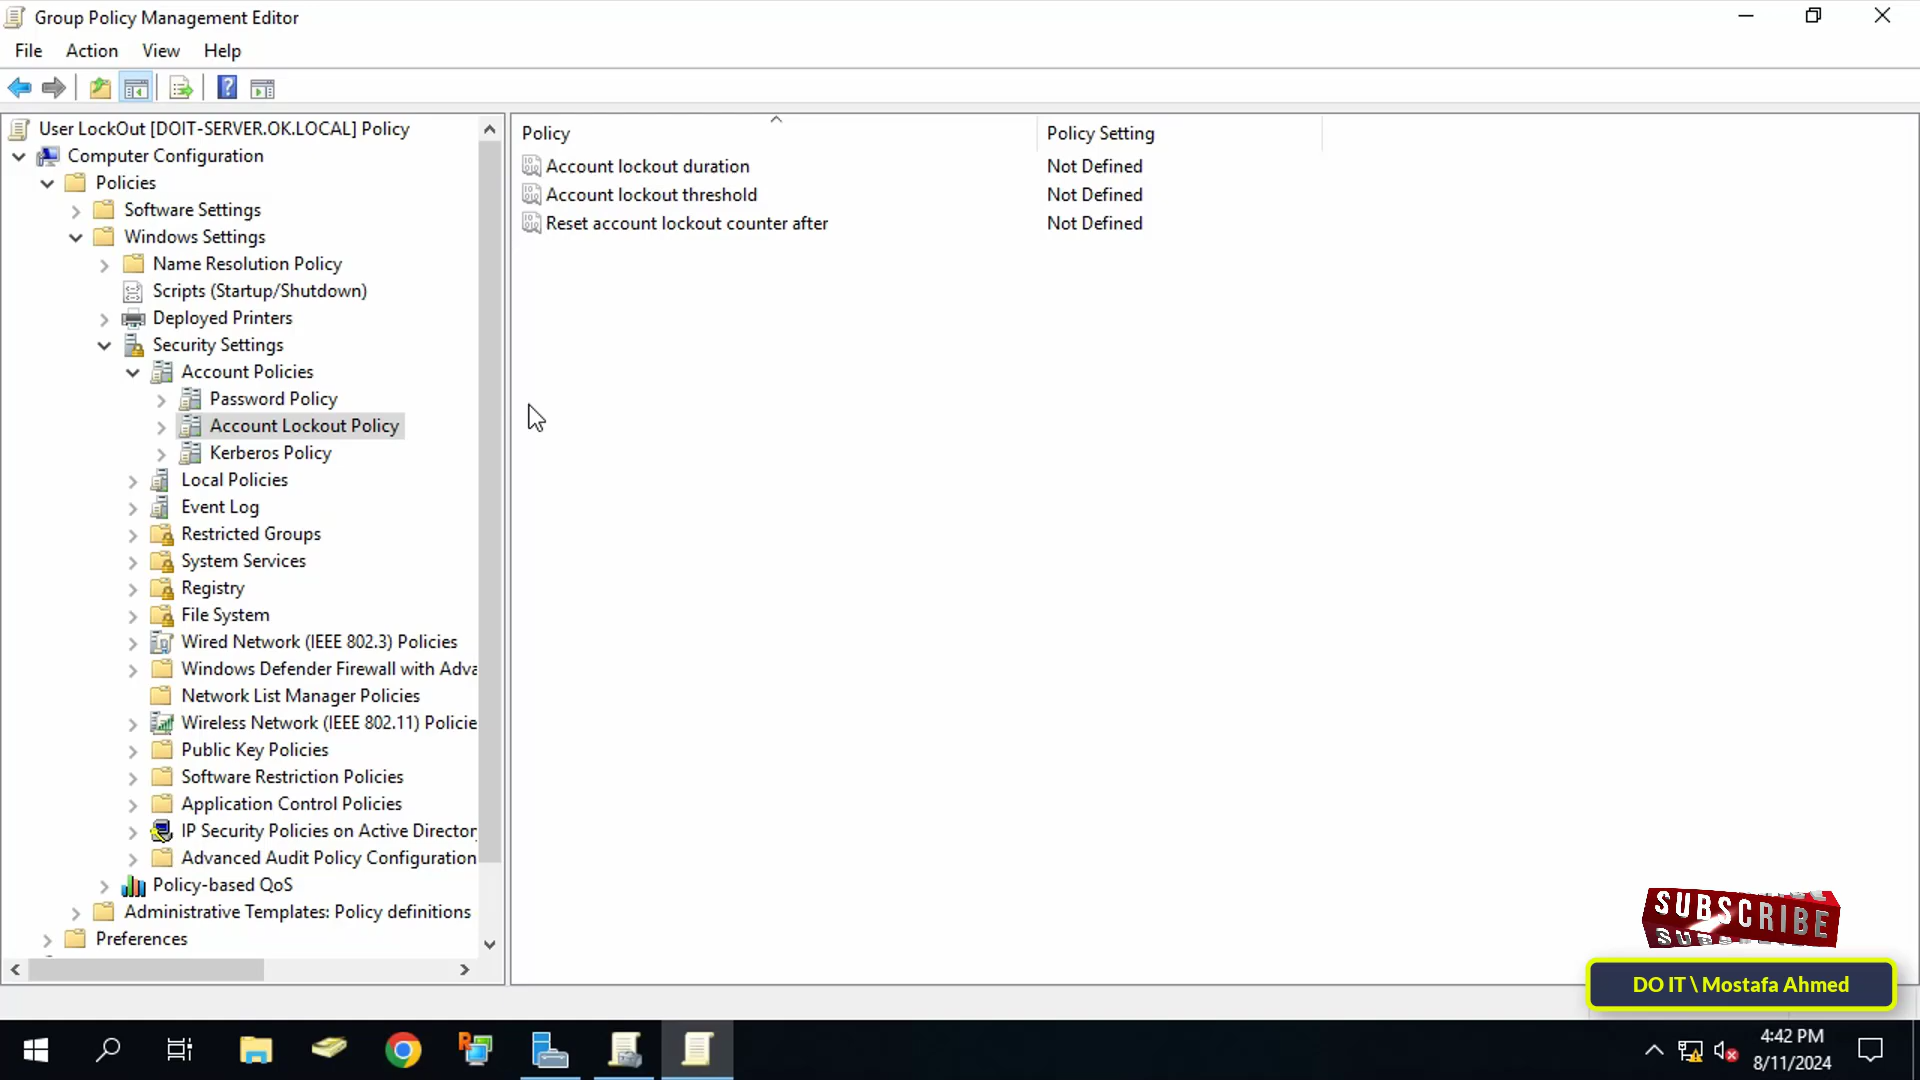 Group Policy Management Editor
File Action View Help
User LockOut [DOIT-SERVER.OK.LOCAL] Policy
Computer Configuration
Policies
Software Settings
Windows Settings
Name Resolution Policy
Scripts (Startup/Shutdown)
Deployed Printers
Security Settings
Account Policies
Password Policy
Account Lockout Policy
Kerberos Policy
Local Policies
Event Log
Restricted Groups
System Services
Registry
File System
Wired Network (IEEE 802.3) Policies
Windows Defender Firewall with Adva
Network List Manager Policies
Wireless Network (IEEE 802.11) Policie
Public Key Policies
Software Restriction Policies
Application Control Policies
IP Security Policies on Active Director
Advanced Audit Policy Configuration
Policy-based QoS
Administrative Templates: Policy definitions
Preferences
Policy Policy Setting
Account lockout duration Not Defined
Account lockout threshold Not Defined
Reset account lockout counter after Not Defined
SUBSCRIBE
DO IT \ Mostafa Ahmed
4:42 PM
8/11/2024